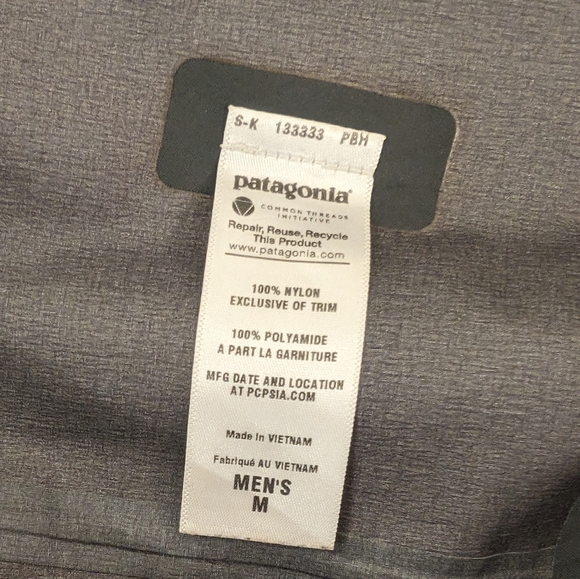 S-K 133333 PBH
patagonia®
COMMON THREADS
INITIATIVE
Repair, Reuse, Recycle
This Product
www.patagonia.com
100% NYLON
EXCLUSIVE OF TRIM
100% POLYAMIDE
A PART LA GARNITURE
MFG DATE AND LOCATION
AT PCPSIA.COM
Made in VIETNAM
Fabriqué AU VIETNAM
MEN'S
M